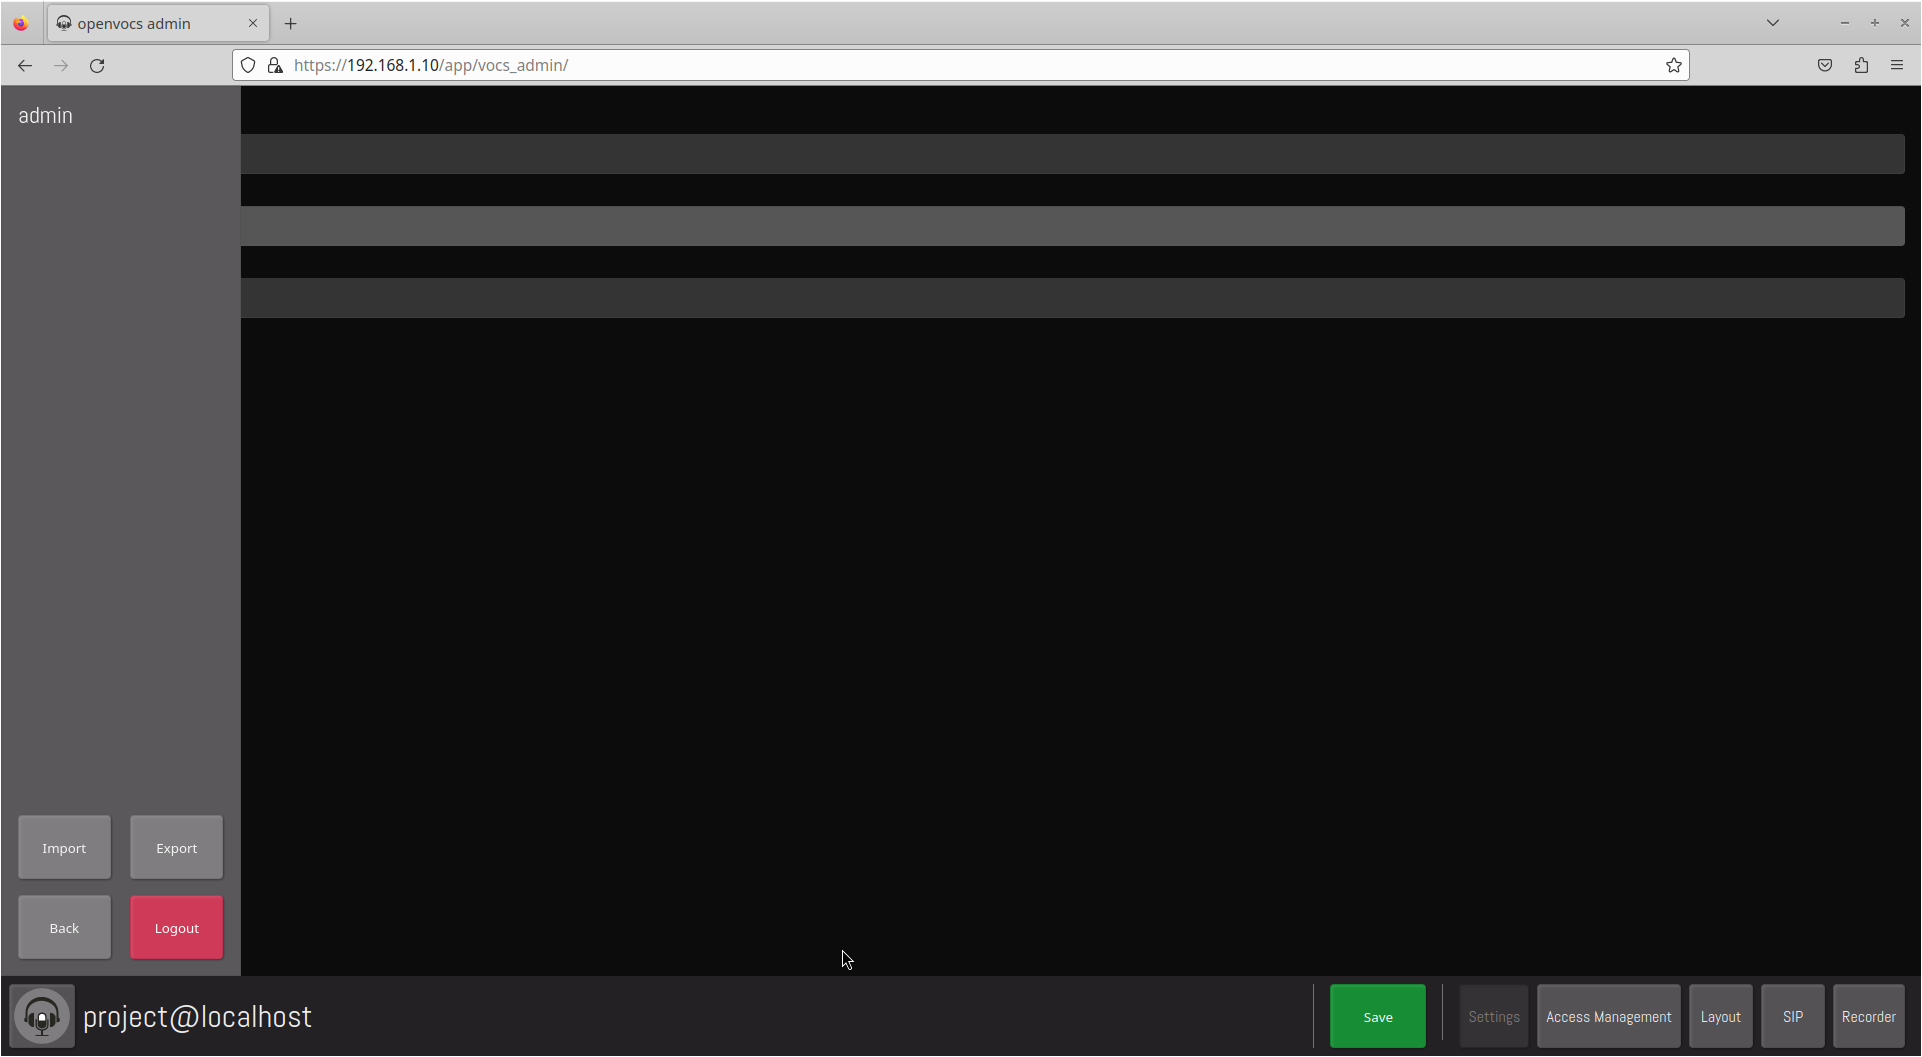 openvocs admin
https://192.168.1.10/app/vocs_admin/
admin
Import Export
Back Logout
project@localhost Save Settings Access Management Layout SIP Recorder